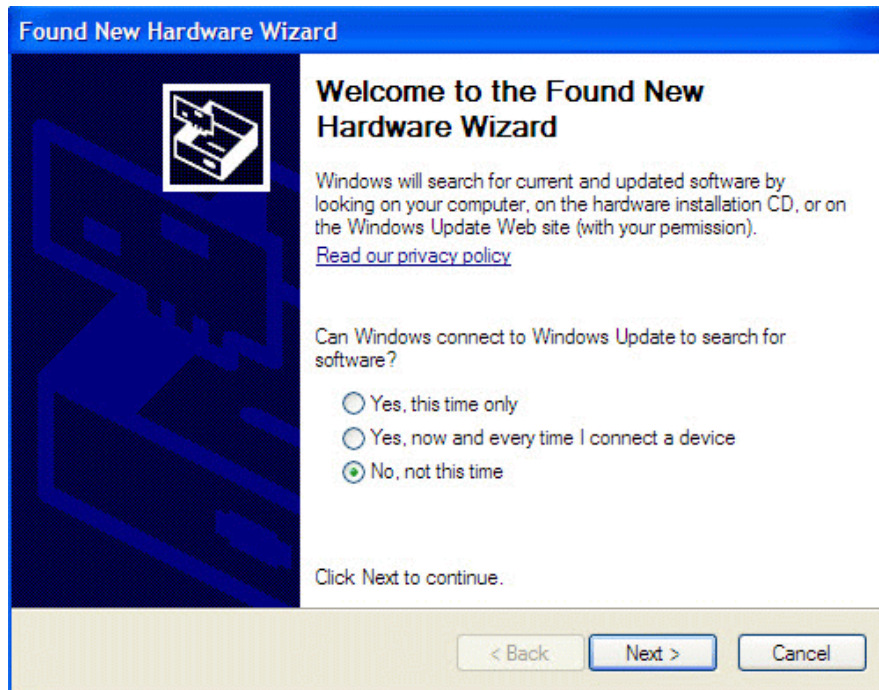 Found New Hardware Wizard
Welcome to the Found New
Hardware Wizard
Windows will search for current and updated software by
looking on your computer, on the hardware installation CD, or on
the Windows Update Web site (with your permission).
Read our privacy policy
Can Windows connect to Windows Update to search for
software?
Yes, this time only
Yes, now and every time I connect a device
No, not this time
Click Next to continue.
< Back
Next >
Cancel